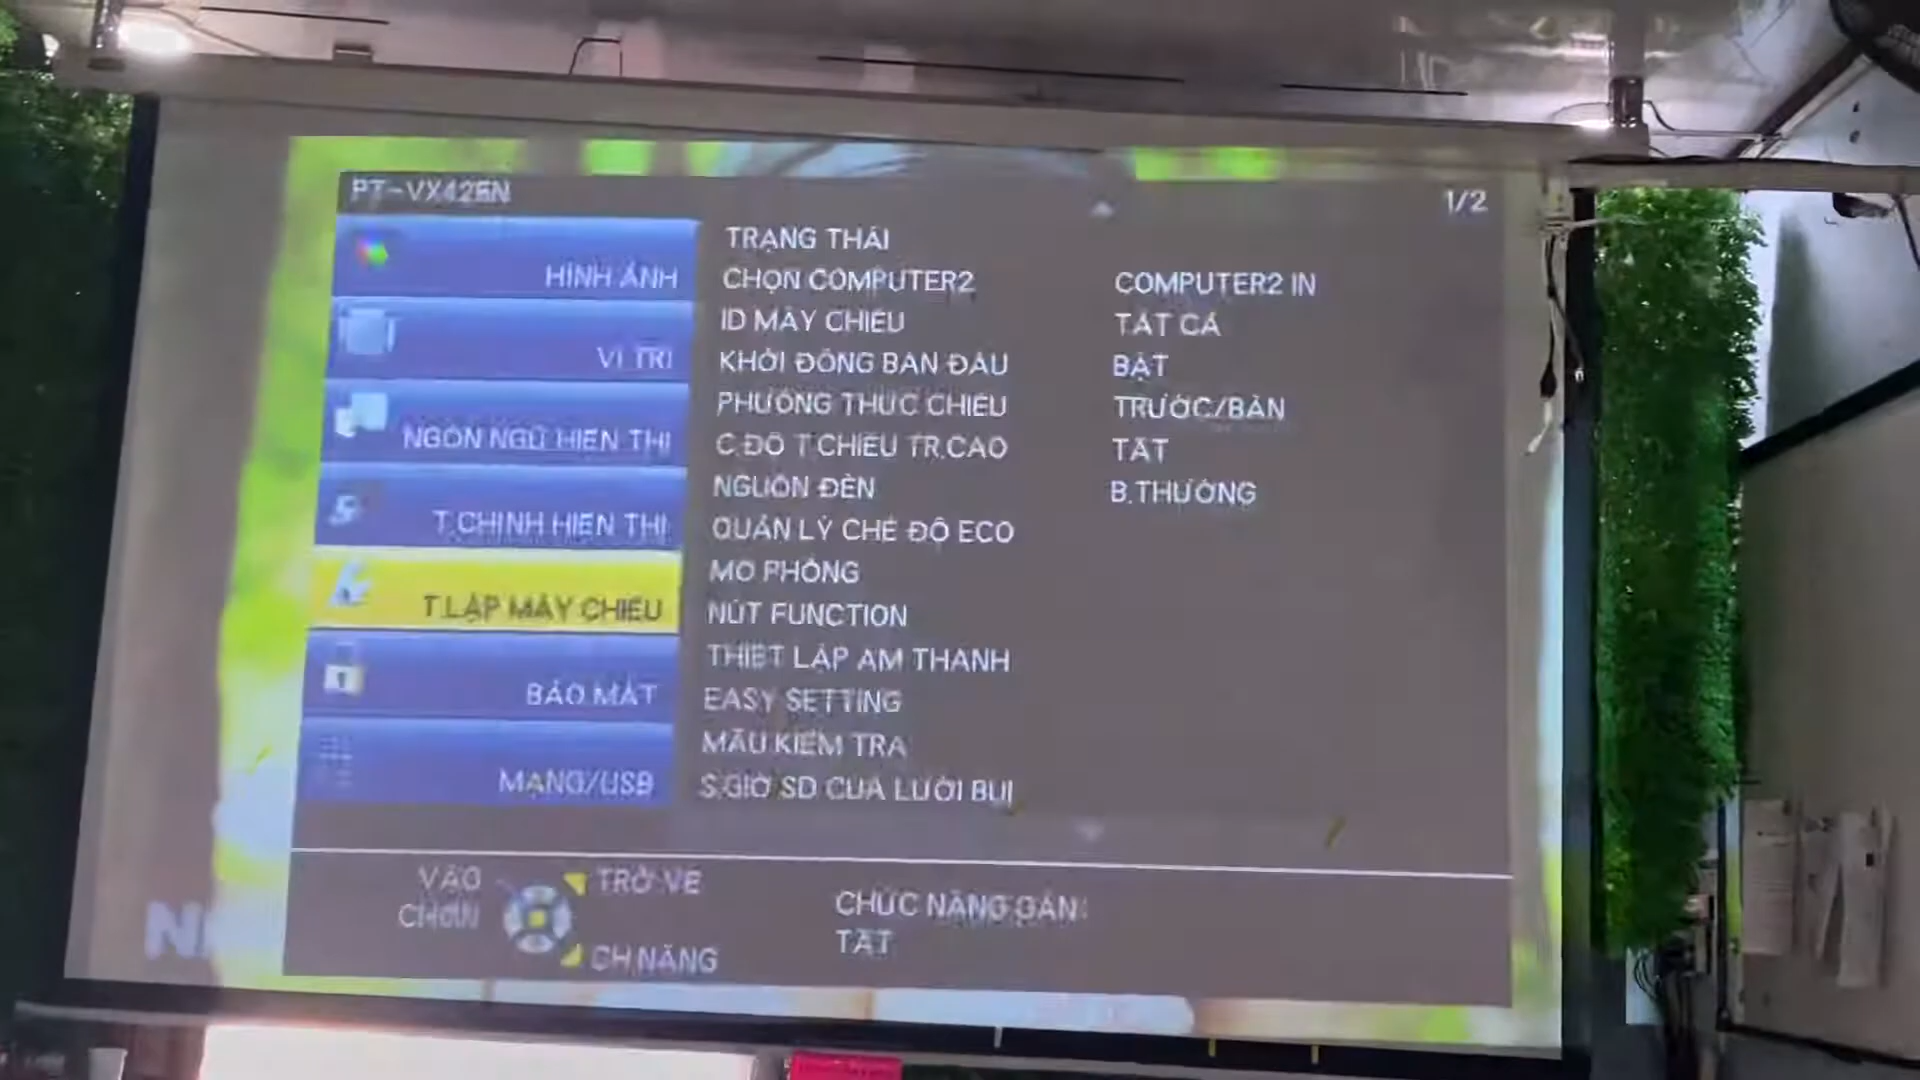 PT-VX425N
1/2
HÌNH ẢNH
VỊ TRÍ
NGÔN NGỮ HIỂN THỊ
T.CHỈNH HIỂN THỊ
T.LẬP MÁY CHIẾU
BẢO MẬT
MẠNG/USB
TRẠNG THÁI
CHỌN COMPUTER2 COMPUTER2 IN
ID MÁY CHIẾU TẤT CẢ
KHỞI ĐỘNG BAN ĐẦU BẬT
PHƯƠNG THỨC CHIẾU TRƯỚC/BÀN
C.ĐỘ T.CHIẾU TR.CAO TẮT
NGUỒN ĐÈN B.THƯỜNG
QUẢN LÝ CHẾ ĐỘ ECO
MÔ PHỎNG
NÚT FUNCTION
THIẾT LẬP ÂM THANH
EASY SETTING
MẪU KIỂM TRA
S.GIỜ SD CỦA LƯỚI BỤI
VÀO
CHỌN
TRỞ VỀ
CH.NĂNG
CHỨC NĂNG GÁN:
TẮT